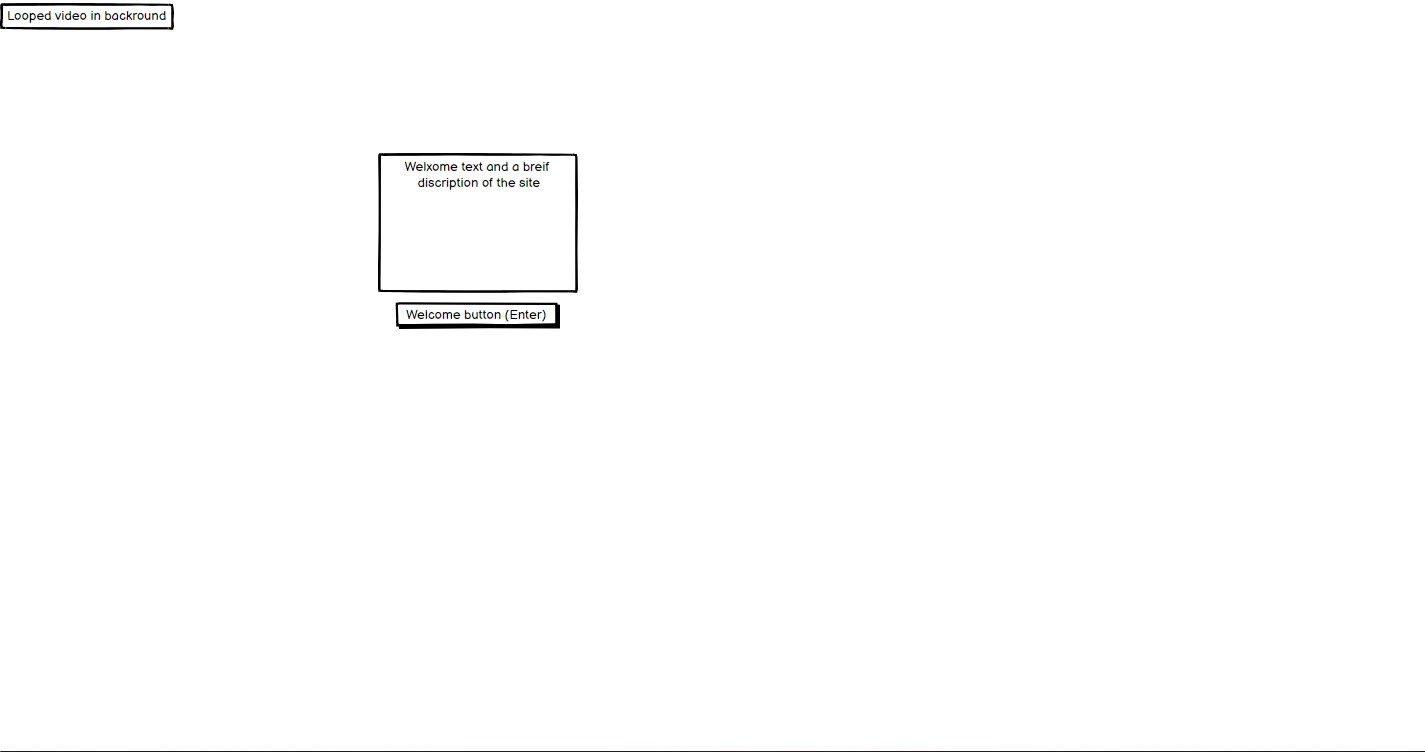 Looped video in backround
Welxome text and a breif
discription of the site
Welcome button (Enter)